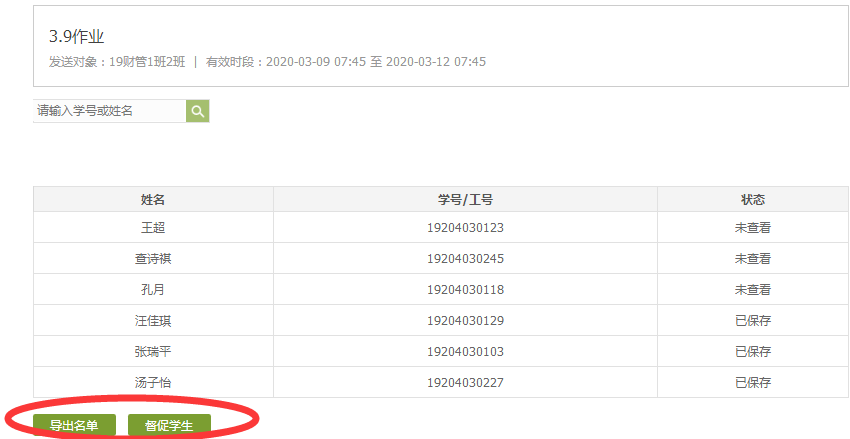 3.9作业
发送对象：19财管1班2班 | 有效时段：2020-03-09 07:45 至 2020-03-12 07:45
请输入学号或姓名
姓名 学号/工号 状态
王超 19204030123 未查看
查诗祺 19204030245 未查看
孔月 19204030118 未查看
汪佳琪 19204030129 已保存
张瑞平 19204030103 已保存
汤子怡 19204030227 已保存
导出名单 督促学生